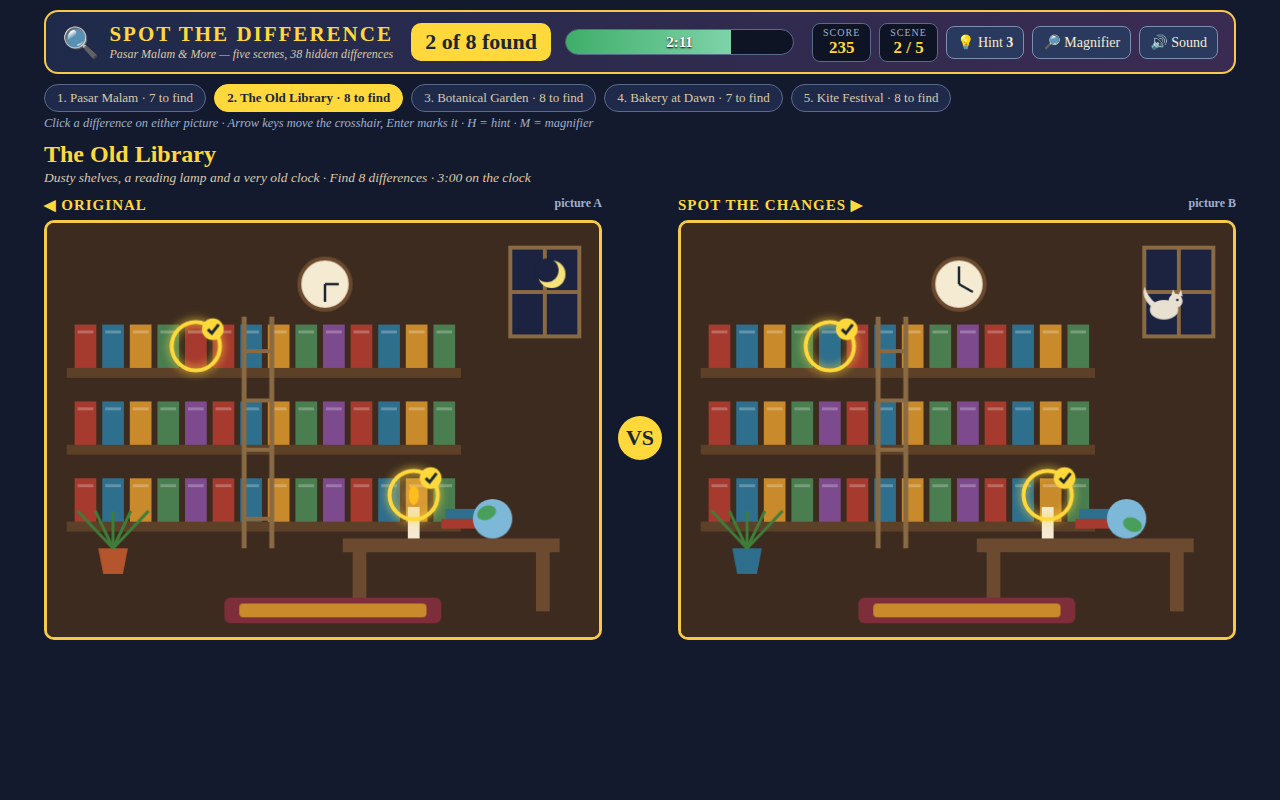 SPOT THE DIFFERENCE
Pasar Malam & More — five scenes, 38 hidden differences
2 of 8 found
2:11
SCORE
235
SCENE
2 / 5
💡 Hint 3
🔎 Magnifier
🔊 Sound
1. Pasar Malam · 7 to find
2. The Old Library · 8 to find
3. Botanical Garden · 8 to find
4. Bakery at Dawn · 7 to find
5. Kite Festival · 8 to find
Click a difference on either picture · Arrow keys move the crosshair, Enter marks it · H = hint · M = magnifier
The Old Library
Dusty shelves, a reading lamp and a very old clock · Find 8 differences · 3:00 on the clock
◀ ORIGINAL
picture A
SPOT THE CHANGES ▶
picture B
VS